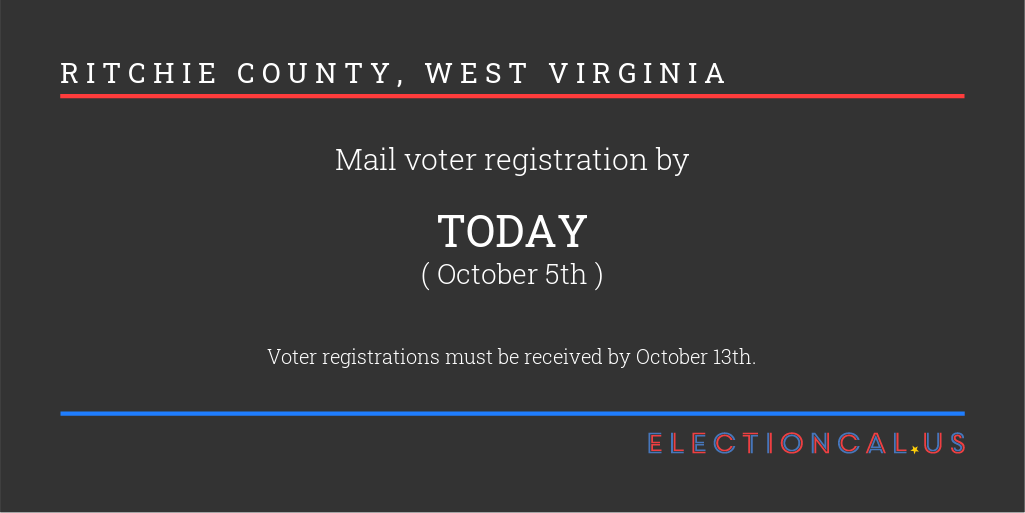 RITCHIE COUNTY, WEST VIRGINIA
Mail voter registration by
TODAY
( October 5th )
Voter registrations must be received by October 13th.
ELECTIONCAL.US